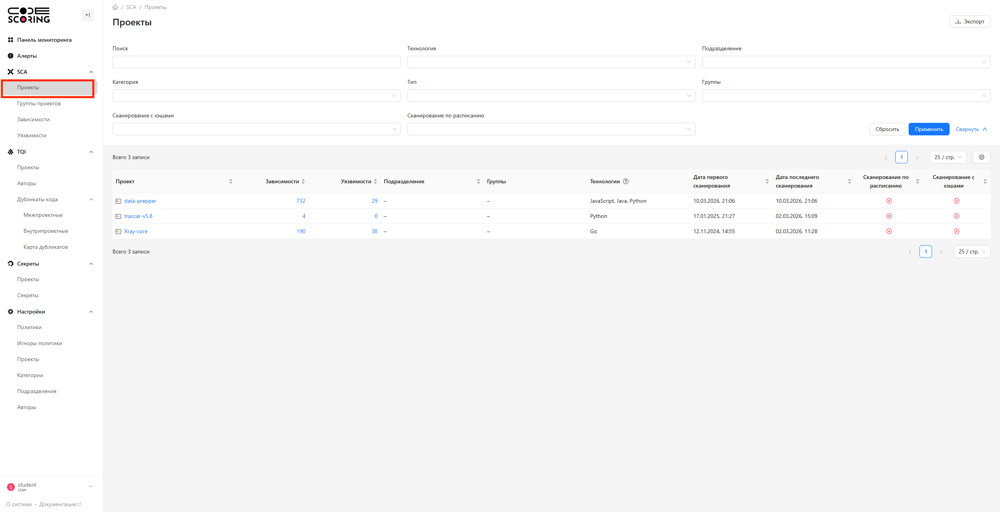 CODE
SCORING
Панель мониторинга
Алерты
SCA
Проекты
Группы проектов
Зависимости
Уязвимости
TQI
Проекты
Авторы
Дубликаты кода
Межпроектные
Внутрипроектные
Карта дубликатов
Секреты
Проекты
Секреты
Настройки
Политики
Игноры политики
Проекты
Категории
Подразделения
Авторы
S
student
User
...
О системе · Документация
/ SCA / Проекты
Проекты
Экспорт
Поиск
Технология
Подразделение
Категория
Тип
Группы
Сканирование с хэшами
Сканирование по расписанию
Сбросить Применить Свернуть
Всего 3 записи
< 1 > 25 / стр.
Проект Зависимости Уязвимости Подразделение Группы Технологии Дата первого сканирования Дата последнего сканирования Сканирование по расписанию Сканирование с хэшами
data-prepper 732 29 – – JavaScript, Java, Python 10.03.2026, 21:06 10.03.2026, 21:06
traccar-v5.8 4 0 – – Python 17.01.2025, 21:27 02.03.2026, 15:09
Xray-core 190 38 – – Go 12.11.2024, 14:55 02.03.2026, 11:28
Всего 3 записи
< 1 > 25 / стр.